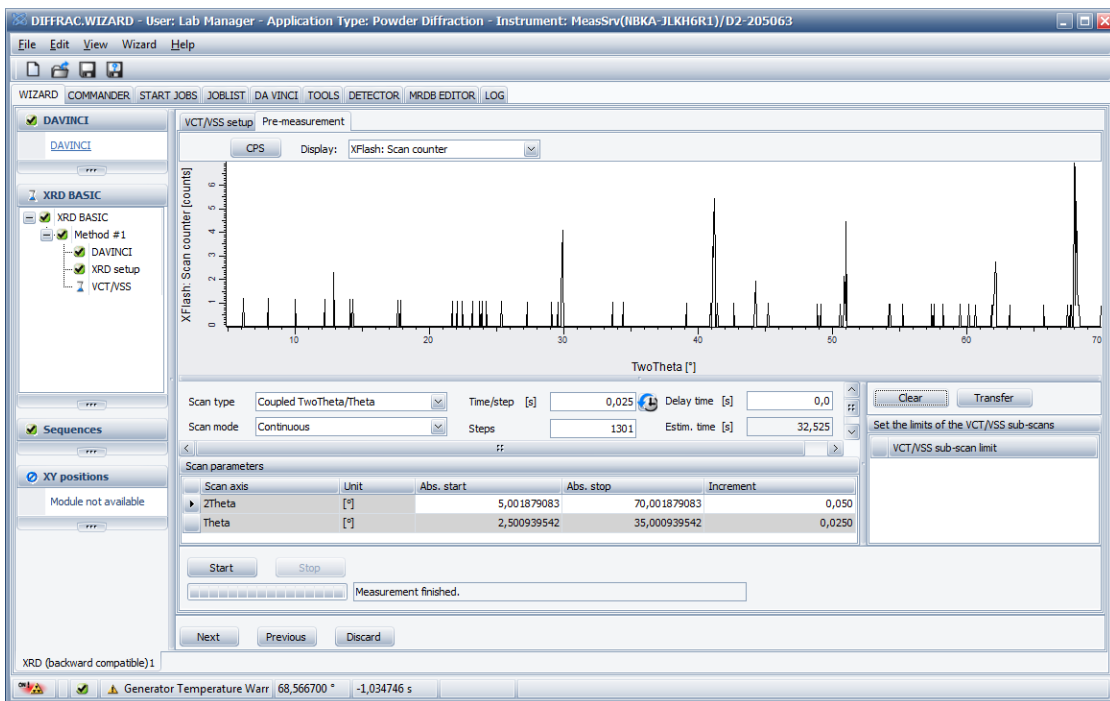 DIFFRAC.WIZARD - User: Lab Manager - Application Type: Powder Diffraction - Instrument: MeasSrv(NBKA-JLKH6R1)/D2-205063
File Edit View Wizard Help
WIZARD COMMANDER START JOBS JOBLIST DA VINCI TOOLS DETECTOR MRDB EDITOR LOG
DAVINCI
DAVINCI
XRD BASIC
XRD BASIC
Method #1
DAVINCI
XRD setup
VCT/VSS
Sequences
XY positions
Module not available
VCT/VSS setup Pre-measurement
CPS Display: XFlash: Scan counter
XFlash: Scan counter [counts]
6
5
4
3
2
1
0
10 20 30 40 50 60 70
TwoTheta [°]
Scan type Coupled TwoTheta/Theta Time/step [s] 0,025 Delay time [s] 0,0
Scan mode Continuous Steps 1301 Estim. time [s] 32,525
Scan parameters
Scan axis Unit Abs. start Abs. stop Increment
2Theta [°] 5,001879083 70,001879083 0,050
Theta [°] 2,500939542 35,000939542 0,0250
Clear Transfer
Set the limits of the VCT/VSS sub-scans
VCT/VSS sub-scan limit
Start Stop
Measurement finished.
Next Previous Discard
XRD (backward compatible)1
ON Generator Temperature Warr 68,566700 ° -1,034746 s